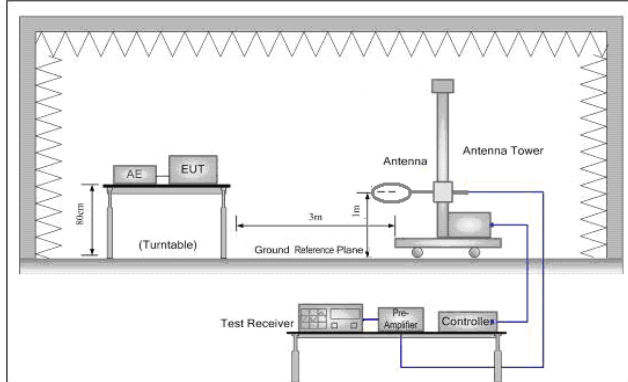 Antenna Tower
Antenna
AE
EUT
80cm
(Turntable)
3m
1m
Ground Reference Plane
Test Receiver
Pre-
Amplifier
Controller